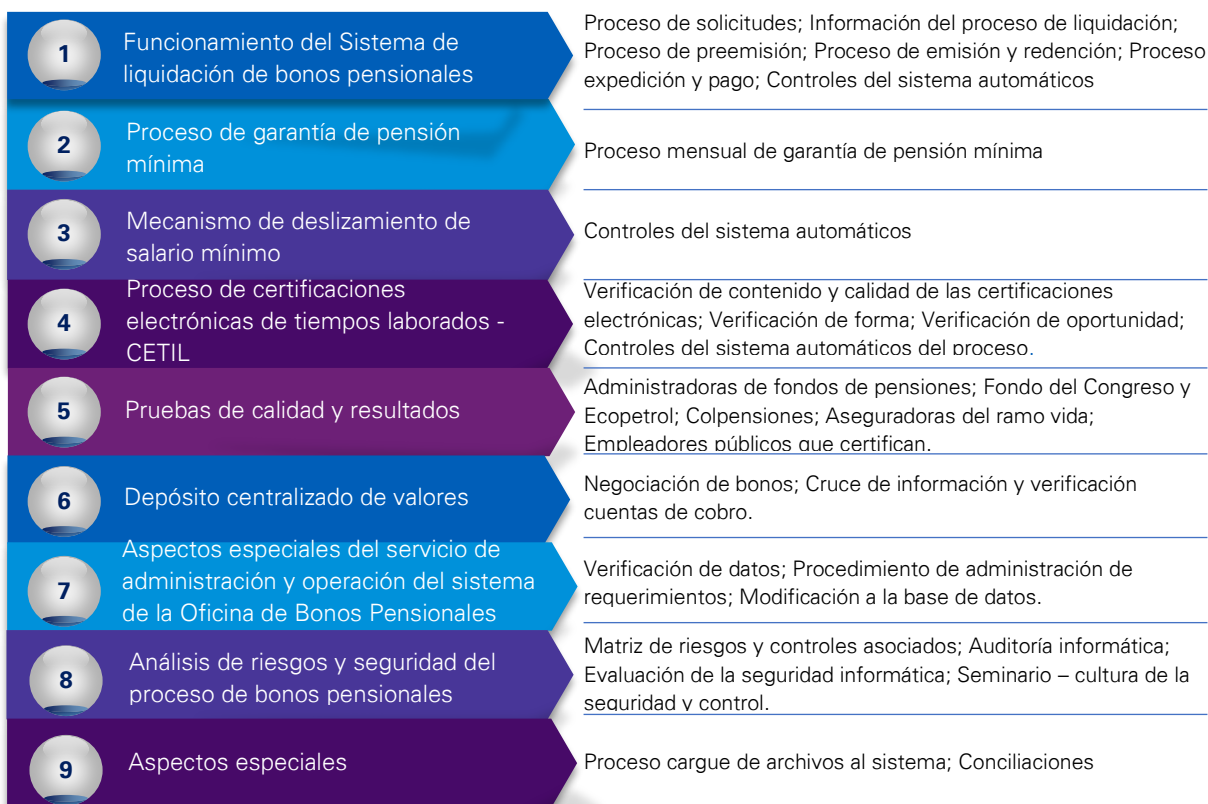 1
Funcionamiento del Sistema de
liquidación de bonos pensionales
Proceso de solicitudes; Información del proceso de liquidación;
Proceso de preemisión; Proceso de emisión y redención; Proceso
expedición y pago; Controles del sistema automáticos
2
Proceso de garantía de pensión
mínima
Proceso mensual de garantía de pensión mínima
3
Mecanismo de deslizamiento de
salario mínimo
Controles del sistema automáticos
4
Proceso de certificaciones
electrónicas de tiempos laborados -
CETIL
Verificación de contenido y calidad de las certificaciones
electrónicas; Verificación de forma; Verificación de oportunidad;
Controles del sistema automáticos del proceso.
5
Pruebas de calidad y resultados
Administradoras de fondos de pensiones; Fondo del Congreso y
Ecopetrol; Colpensiones; Aseguradoras del ramo vida;
Empleadores públicos que certifican.
6
Depósito centralizado de valores
Negociación de bonos; Cruce de información y verificación
cuentas de cobro.
7
Aspectos especiales del servicio de
administración y operación del sistema
de la Oficina de Bonos Pensionales
Verificación de datos; Procedimiento de administración de
requerimientos; Modificación a la base de datos.
8
Análisis de riesgos y seguridad del
proceso de bonos pensionales
Matriz de riesgos y controles asociados; Auditoría informática;
Evaluación de la seguridad informática; Seminario – cultura de la
seguridad y control.
9
Aspectos especiales
Proceso cargue de archivos al sistema; Conciliaciones